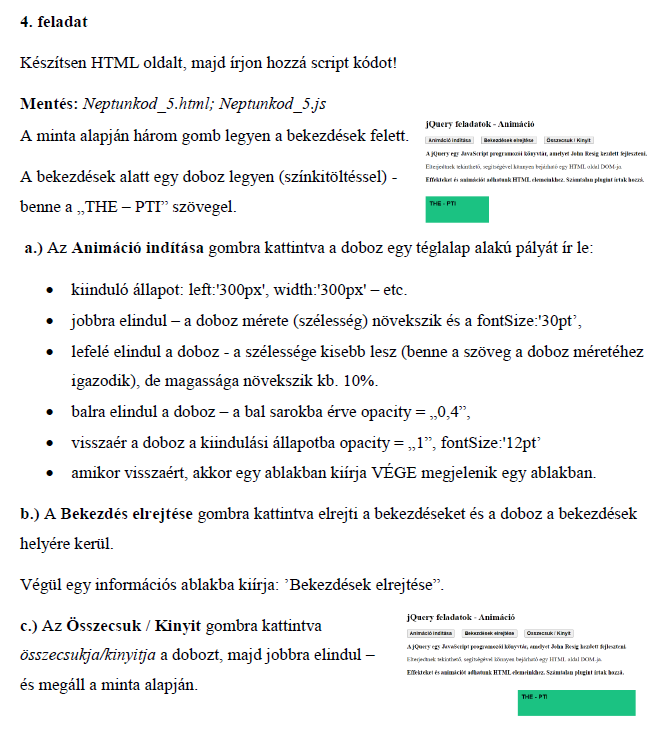 4. feladat
Készítsen HTML oldalt, majd írjon hozzá script kódot!
Mentés: Neptunkod_5.html; Neptunkod_5.js
A minta alapján három gomb legyen a bekezdések felett.
A bekezdések alatt egy doboz legyen (színkitöltéssel) -
benne a „THE – PTI” szövegel.
jQuery feladatok - Animáció
Animáció indítása Bekezdések elrejtése Összecsuk / Kinyit
A jQuery egy JavaScript programozói könyvtár, amelyet John Resig kezdett fejleszteni.
Elterjedtnek tekinthető, segítségével könnyen bejárható egy HTML oldal DOM-ja.
Effekteket és animációt adhatunk HTML elemeinkhez. Számtalan plugint írtak hozzá.
THE - PTI
a.) Az Animáció indítása gombra kattintva a doboz egy téglalap alakú pályát ír le:
• kiinduló állapot: left:'300px', width:'300px' – etc.
• jobbra elindul – a doboz mérete (szélesség) növekszik és a fontSize:'30pt’,
• lefelé elindul a doboz - a szélessége kisebb lesz (benne a szöveg a doboz méretéhez
igazodik), de magassága növekszik kb. 10%.
• balra elindul a doboz – a bal sarokba érve opacity = „0,4”,
• visszaér a doboz a kiindulási állapotba opacity = „1”, fontSize:'12pt’
• amikor visszaért, akkor egy ablakban kiírja VÉGE megjelenik egy ablakban.
b.) A Bekezdés elrejtése gombra kattintva elrejti a bekezdéseket és a doboz a bekezdések
helyére kerül.
Végül egy információs ablakba kiírja: ’Bekezdések elrejtése”.
c.) Az Összecsuk / Kinyit gombra kattintva
összecsukja/kinyitja a dobozt, majd jobbra elindul –
és megáll a minta alapján.
jQuery feladatok - Animáció
Animáció indítása Bekezdések elrejtése Összecsuk / Kinyit
A jQuery egy JavaScript programozói könyvtár, amelyet John Resig kezdett fejleszteni.
Elterjedtnek tekinthető, segítségével könnyen bejárható egy HTML oldal DOM-ja.
Effekteket és animációt adhatunk HTML elemeinkhez. Számtalan plugint írtak hozzá.
THE - PTI